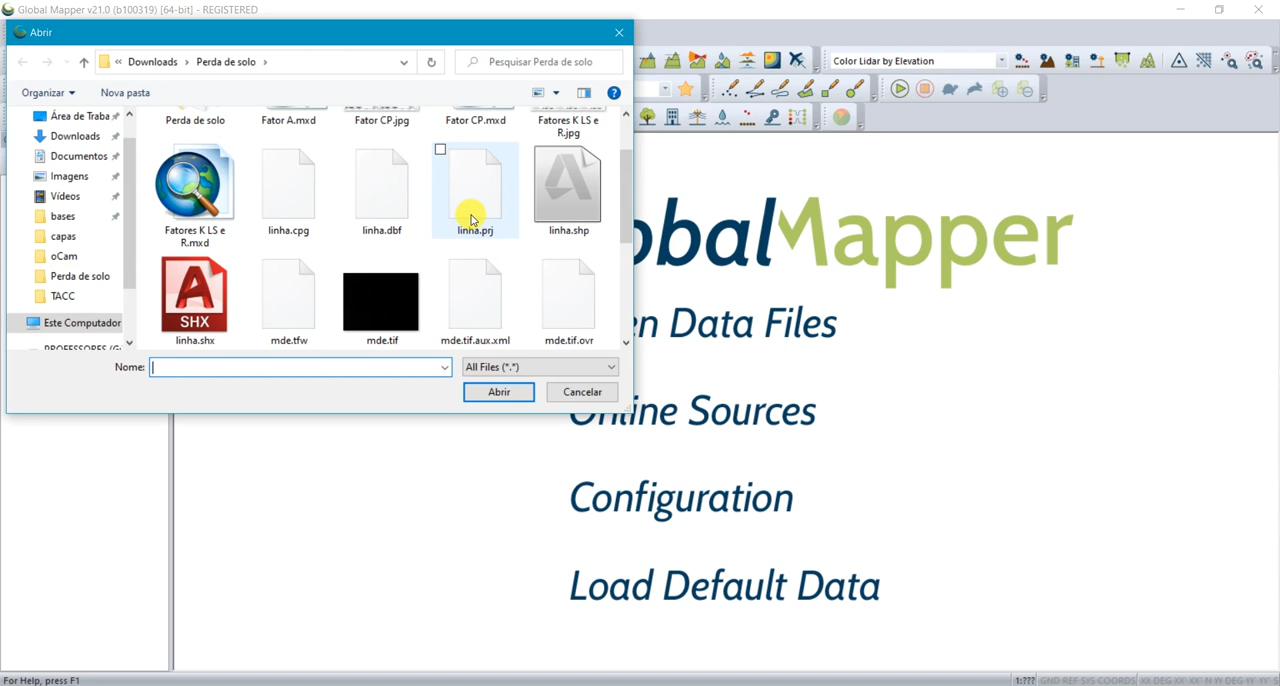 Global Mapper v21.0 (b100319) [64-bit] - REGISTERED
Abrir
« Downloads › Perda de solo ›
Pesquisar Perda de solo
Color Lidar by Elevation
Organizar
Nova pasta
Área de Traba
Downloads
Documentos
Imagens
Vídeos
bases
capas
oCam
Perda de solo
TACC
Este Computador
Perda de solo
Fator A.mxd
Fator CP.jpg
Fator CP.mxd
Fatores K LS e
R.jpg
Fatores K LS e
R.mxd
linha.cpg
linha.dbf
linha.prj
linha.shp
SHX
linha.shx
mde.tfw
mde.tif
mde.tif.aux.xml
mde.tif.ovr
Nome:
All Files (*.*)
Abrir
Cancelar
obalMapper
en Data Files
Online Sources
Configuration
Load Default Data
For Help, press F1
1:???
GND REF SYS COORDS